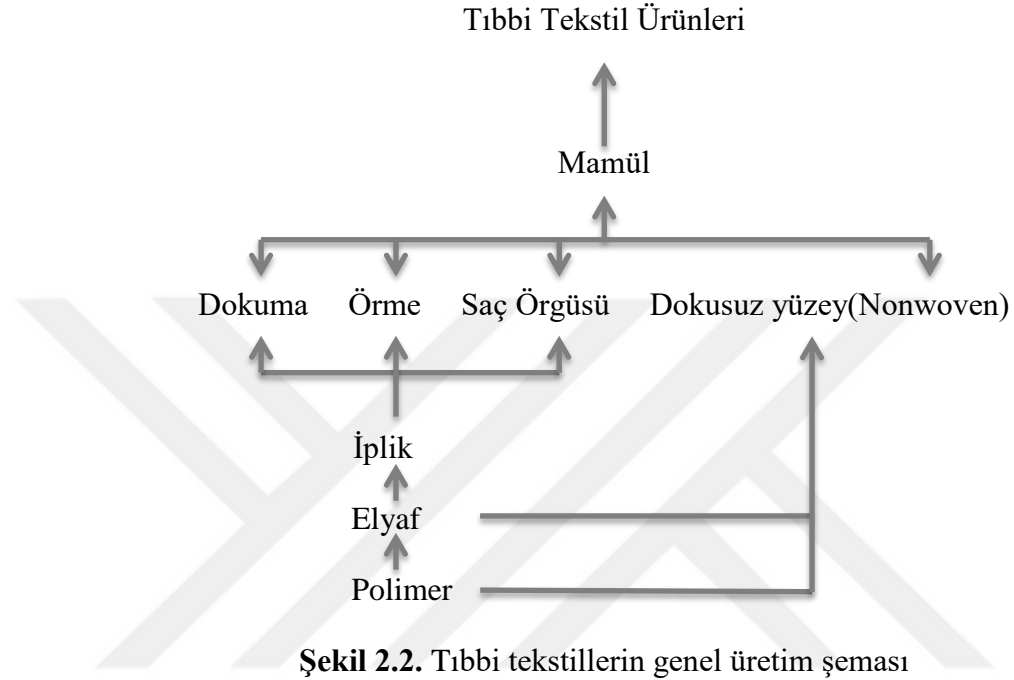 Tıbbi Tekstil Ürünleri
Mamül
Dokuma Örme Saç Örgüsü Dokusuz yüzey(Nonwoven)
İplik
Elyaf
Polimer
Şekil 2.2. Tıbbi tekstillerin genel üretim şeması